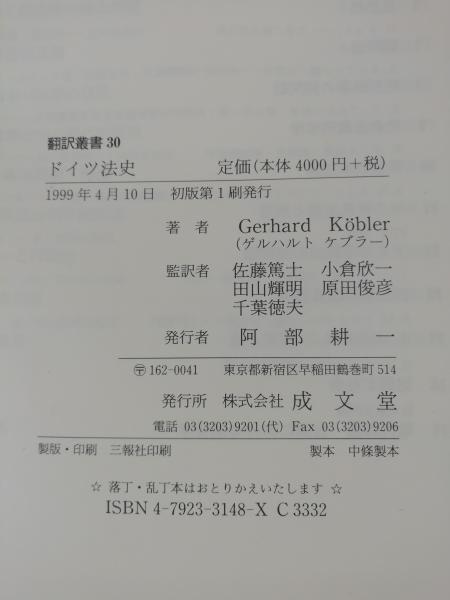 翻訳叢書 30
ドイツ法史　定価(本体 4000 円＋税)
1999 年 4 月 10 日　初版第 1 刷発行
著者　Gerhard Köbler
(ゲルハルト ケブラー)
監訳者　佐藤篤士　小倉欣一
田山輝明　原田俊彦
千葉徳夫
発行者　阿部耕一
〒162-0041　東京都新宿区早稲田鶴巻町 514
発行所　株式会社 成文堂
電話 03(3203)9201(代) Fax 03(3203)9206
製版・印刷　三報社印刷　製本　中條製本
☆ 落丁・乱丁本はおとりかえいたします ☆
ISBN 4-7923-3148-X C 3332